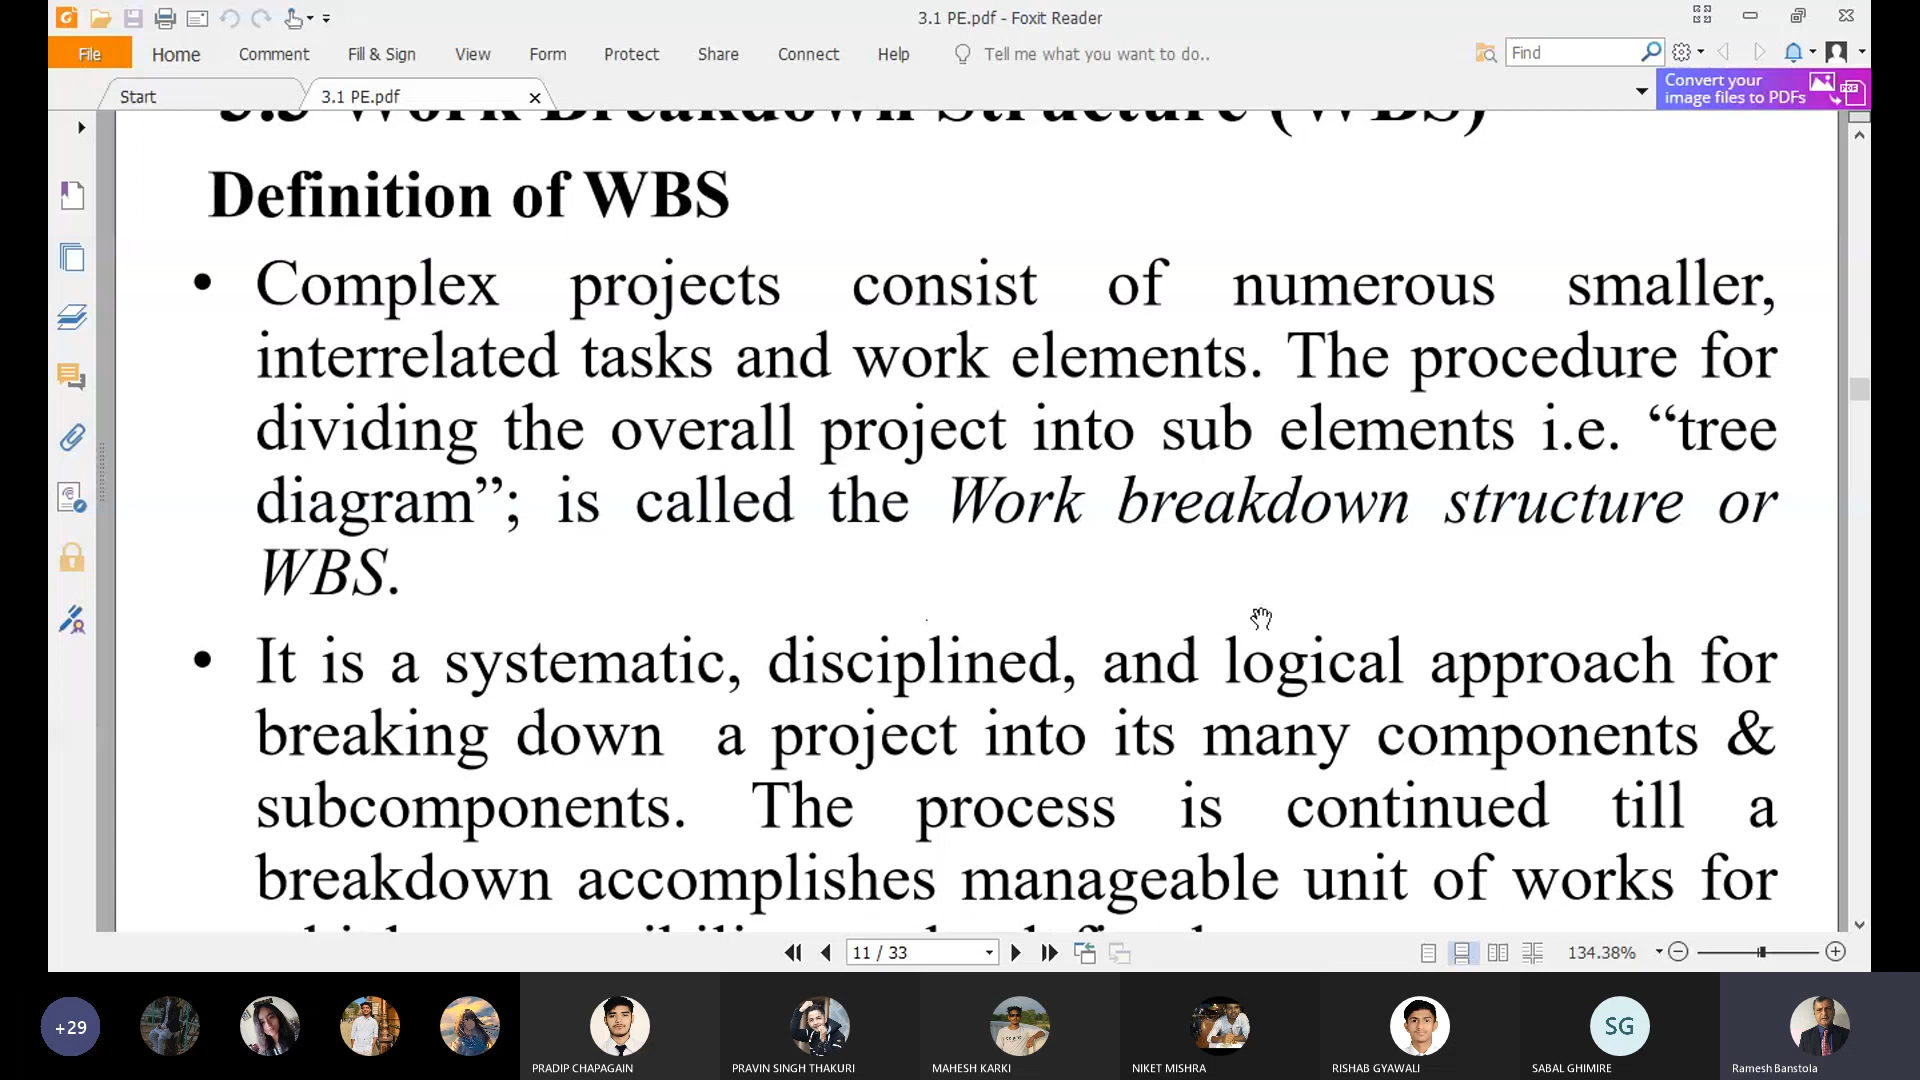 3.1 PE.pdf - Foxit Reader
File Home Comment Fill & Sign View Form Protect Share Connect Help Tell me what you want to do.. Find
Start 3.1 PE.pdf
Convert your
image files to PDFs
3.3 Work Breakdown Structure (WBS)
Definition of WBS
• Complex projects consist of numerous smaller,
interrelated tasks and work elements. The procedure for
dividing the overall project into sub elements i.e. “tree
diagram”; is called the Work breakdown structure or
WBS.
• It is a systematic, disciplined, and logical approach for
breaking down a project into its many components &
subcomponents. The process is continued till a
breakdown accomplishes manageable unit of works for
11 / 33 134.38%
+29 SG
PRADIP CHAPAGAIN PRAVIN SINGH THAKURI MAHESH KARKI NIKET MISHRA RISHAB GYAWALI SABAL GHIMIRE Ramesh Banstola